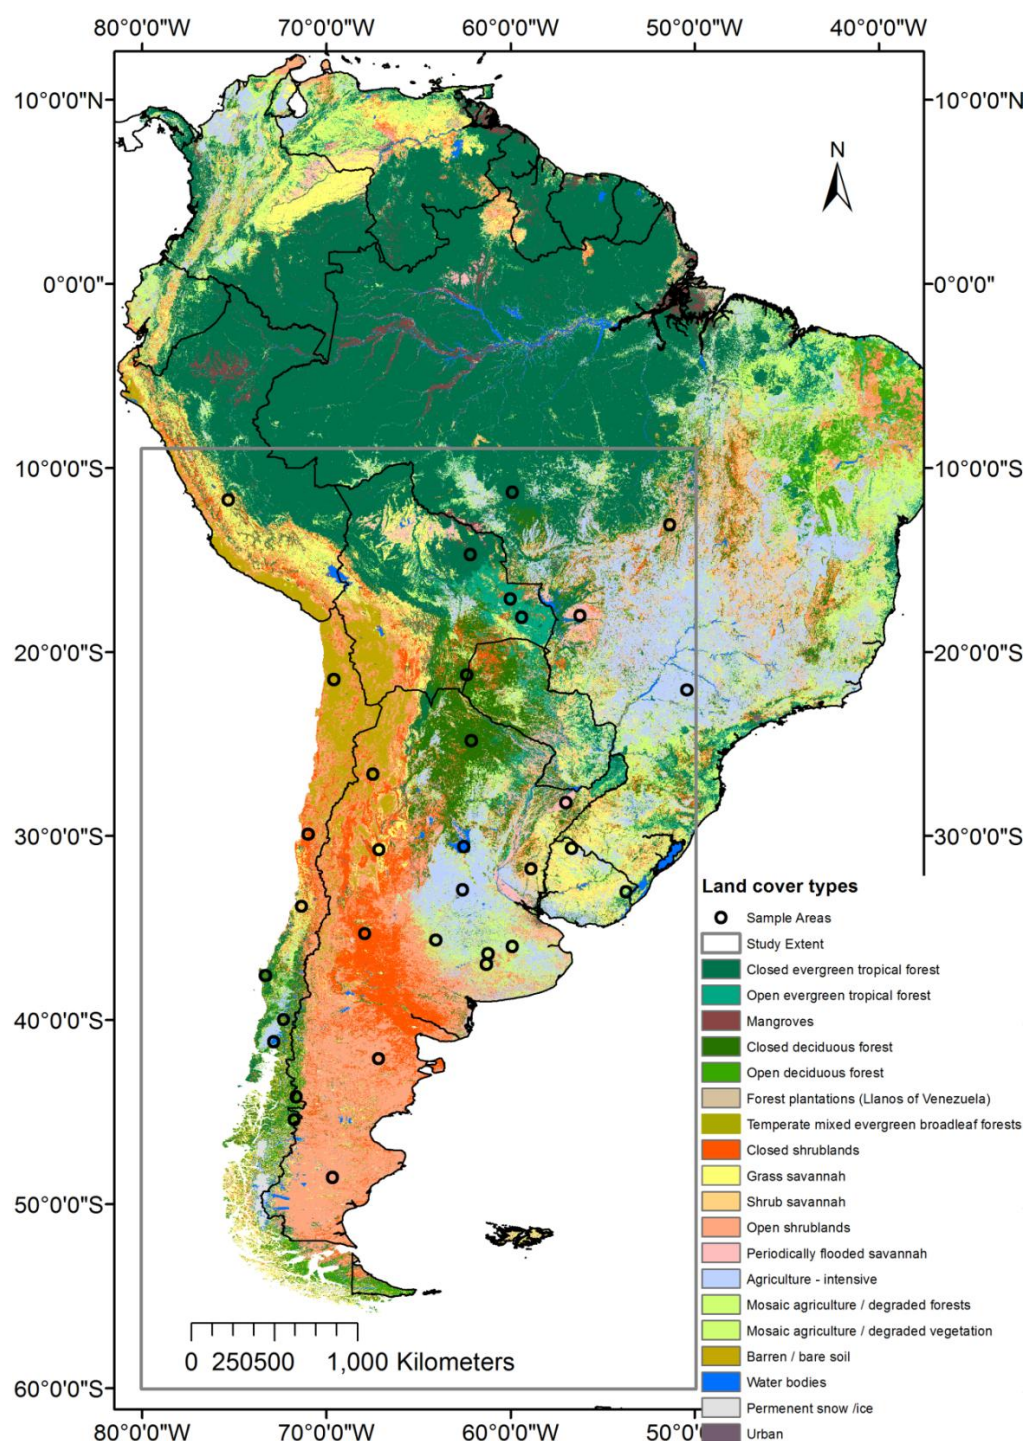 80°0'0"W 70°0'0"W 60°0'0"W 50°0'0"W 40°0'0"W
10°0'0"N 10°0'0"N
N
0°0'0" 0°0'0"
10°0'0"S 10°0'0"S
20°0'0"S 20°0'0"S
30°0'0"S 30°0'0"S
Land cover types
Sample Areas
Study Extent
Closed evergreen tropical forest
Open evergreen tropical forest
Mangroves
40°0'0"S
Closed deciduous forest
Open deciduous forest
Forest plantations (Llanos of Venezuela)
Temperate mixed evergreen broadleaf forests
Closed shrublands
Grass savannah
50°0'0"S
Shrub savannah
Open shrublands
Periodically flooded savannah
Agriculture - intensive
Mosaic agriculture / degraded forests
Mosaic agriculture / degraded vegetation
0 250500 1,000 Kilometers
Barren / bare soil
60°0'0"S
Water bodies
Permenent snow /ice
Urban
80°0'0"W 70°0'0"W 60°0'0"W 50°0'0"W 40°0'0"W